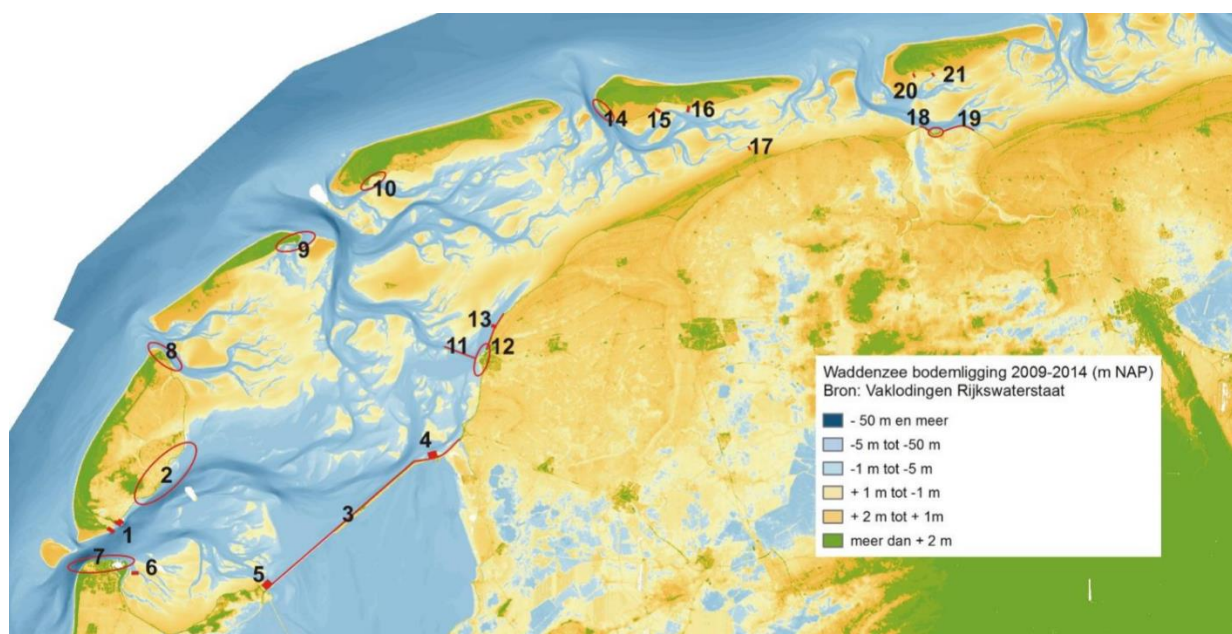 21
20
16
15
14
18
19
17
10
9
13
11
12
8
Waddenzee bodemligging 2009-2014 (m NAP)
Bron: Vaklodingen Rijkswaterstaat
- 50 m en meer
-5 m tot -50 m
-1 m tot -5 m
+ 1 m tot -1 m
+ 2 m tot + 1m
meer dan + 2 m
4
2
3
1
7
6
5